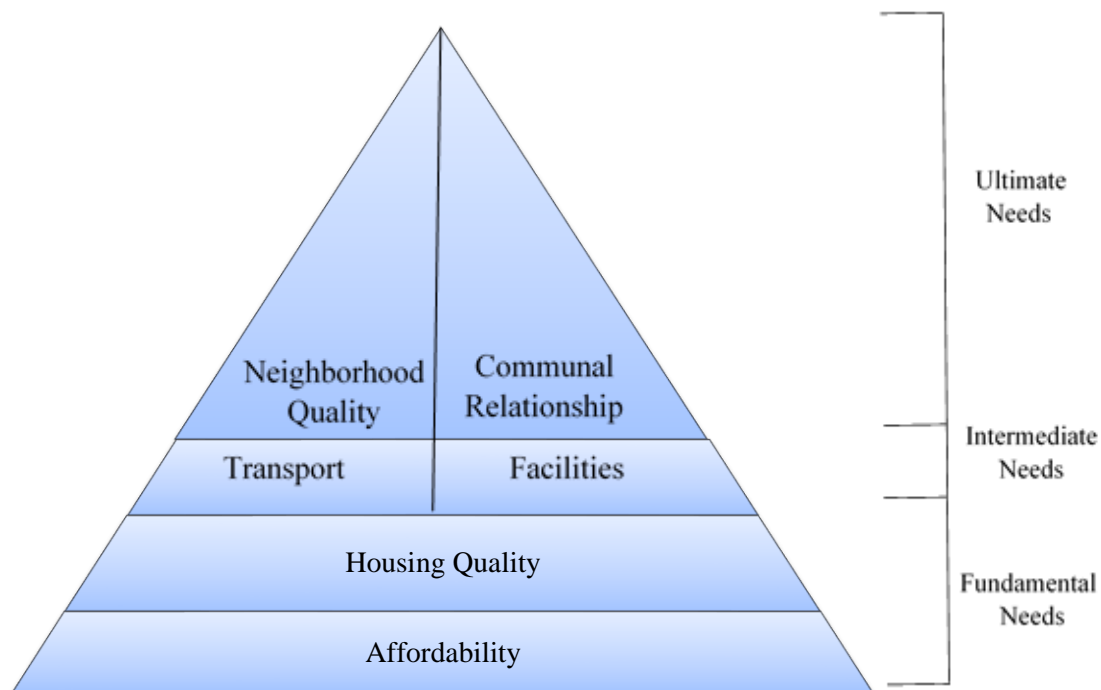 Ultimate
Needs
Neighborhood
Quality
Communal
Relationship
Transport
Facilities
Intermediate
Needs
Housing Quality
Fundamental
Needs
Affordability